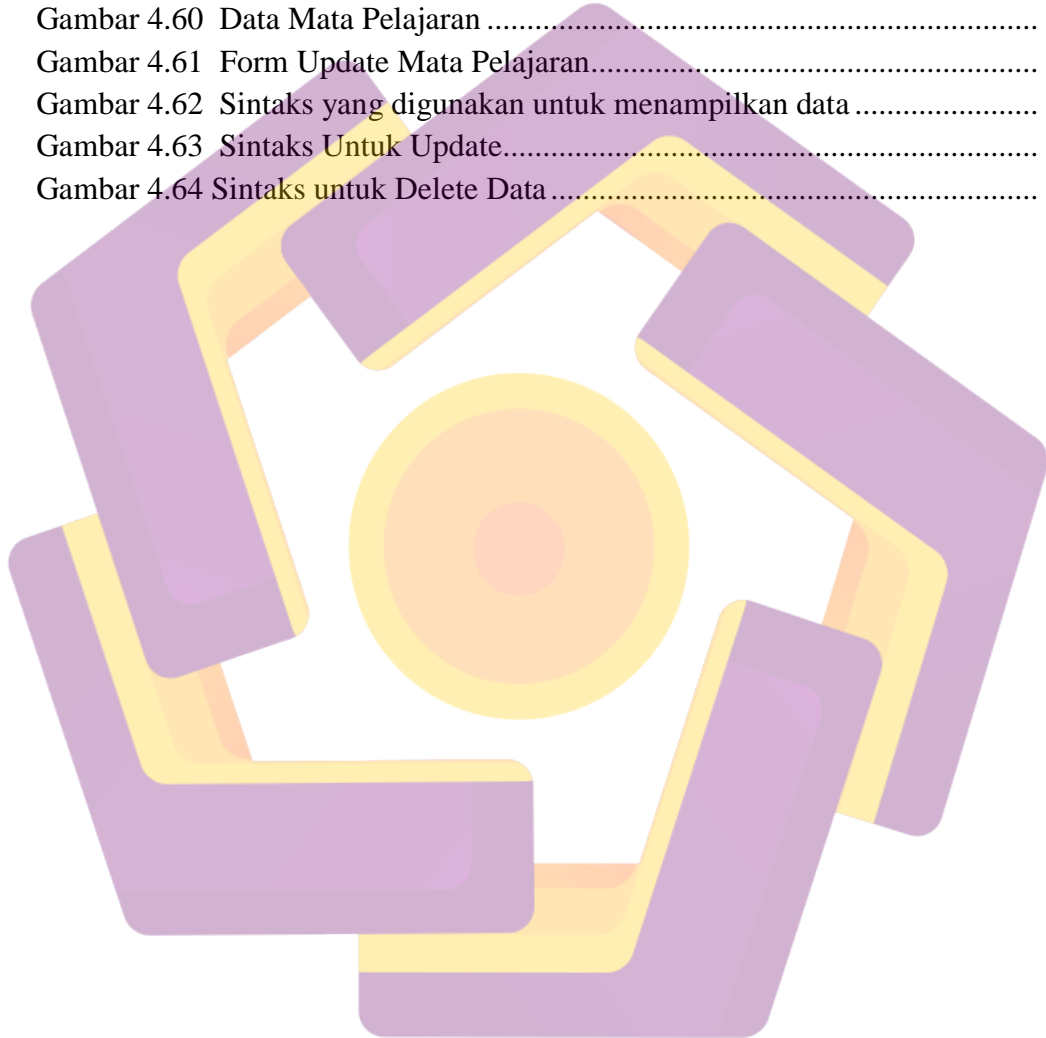 Gambar 4.60  Data Mata Pelajaran ....................................................................
Gambar 4.61  Form Update Mata Pelajaran.......................................................
Gambar 4.62  Sintaks yang digunakan untuk menampilkan data .......................
Gambar 4.63  Sintaks Untuk Update..................................................................
Gambar 4.64 Sintaks untuk Delete Data ............................................................